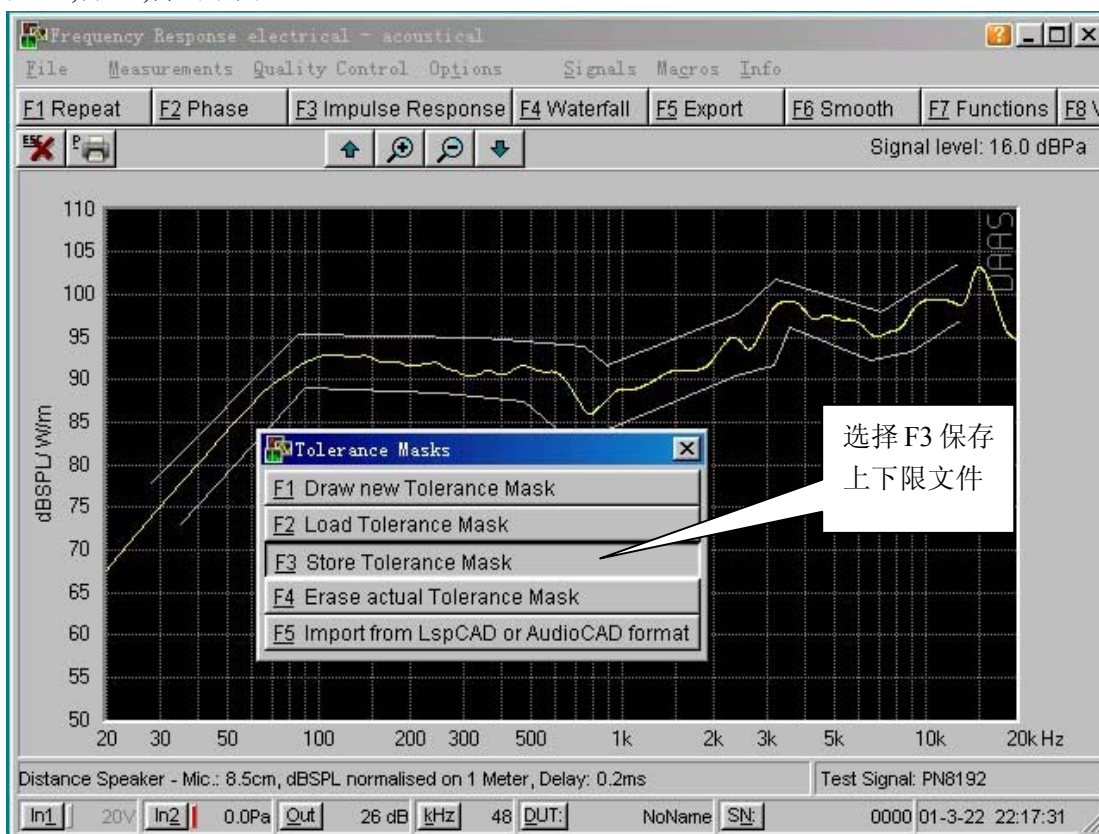 Frequency Response electrical - acoustical
File Measurements Quality Control Options Signals Macros Info
F1 Repeat F2 Phase F3 Impulse Response F4 Waterfall F5 Export F6 Smooth F7 Functions F8
ESC P Signal level: 16.0 dBPa
110
105
100
95
90
85
80
75
70
65
60
55
50
dBSPL/ W/m
DAAS
Tolerance Masks
F1 Draw new Tolerance Mask
F2 Load Tolerance Mask
F3 Store Tolerance Mask
F4 Erase actual Tolerance Mask
F5 Import from LspCAD or AudioCAD format
选择 F3 保存
上下限文件
20 30 50 100 200 300 500 1k 2k 3k 5k 10k 20kHz
Distance Speaker - Mic.: 8.5cm, dBSPL normalised on 1 Meter, Delay: 0.2ms Test Signal: PN8192
In1 20V In2 0.0Pa Out 26 dB kHz 48 DUT: NoName SN: 0000 01-3-22 22:17:31